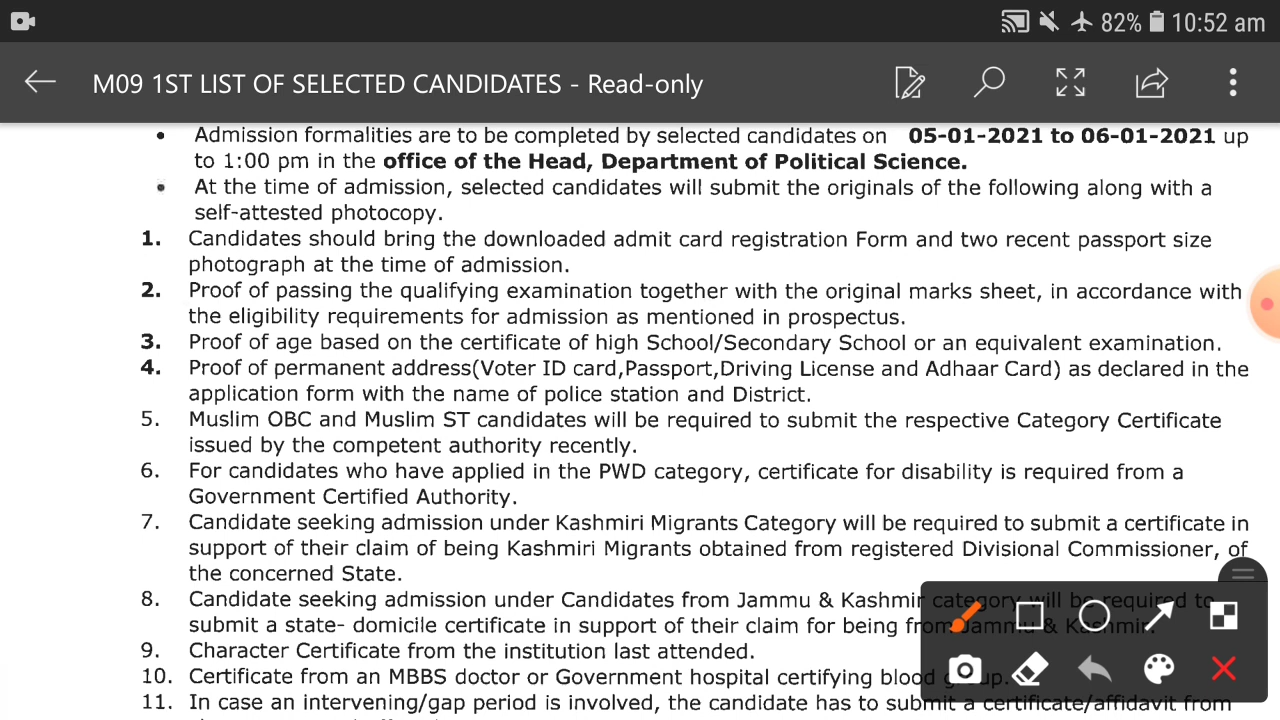 82% 10:52 am
M09 1ST LIST OF SELECTED CANDIDATES - Read-only
• Admission formalities are to be completed by selected candidates on 05-01-2021 to 06-01-2021 up
to 1:00 pm in the office of the Head, Department of Political Science.
• At the time of admission, selected candidates will submit the originals of the following along with a
self-attested photocopy.
1. Candidates should bring the downloaded admit card registration Form and two recent passport size
photograph at the time of admission.
2. Proof of passing the qualifying examination together with the original marks sheet, in accordance with
the eligibility requirements for admission as mentioned in prospectus.
3. Proof of age based on the certificate of high School/Secondary School or an equivalent examination.
4. Proof of permanent address(Voter ID card,Passport,Driving License and Adhaar Card) as declared in the
application form with the name of police station and District.
5. Muslim OBC and Muslim ST candidates will be required to submit the respective Category Certificate
issued by the competent authority recently.
6. For candidates who have applied in the PWD category, certificate for disability is required from a
Government Certified Authority.
7. Candidate seeking admission under Kashmiri Migrants Category will be required to submit a certificate in
support of their claim of being Kashmiri Migrants obtained from registered Divisional Commissioner, of
the concerned State.
8. Candidate seeking admission under Candidates from Jammu & Kashmir category will be required to
submit a state- domicile certificate in support of their claim for being from Jammu & Kashmir.
9. Character Certificate from the institution last attended.
10. Certificate from an MBBS doctor or Government hospital certifying blood group.
11. In case an intervening/gap period is involved, the candidate has to submit a certificate/affidavit from